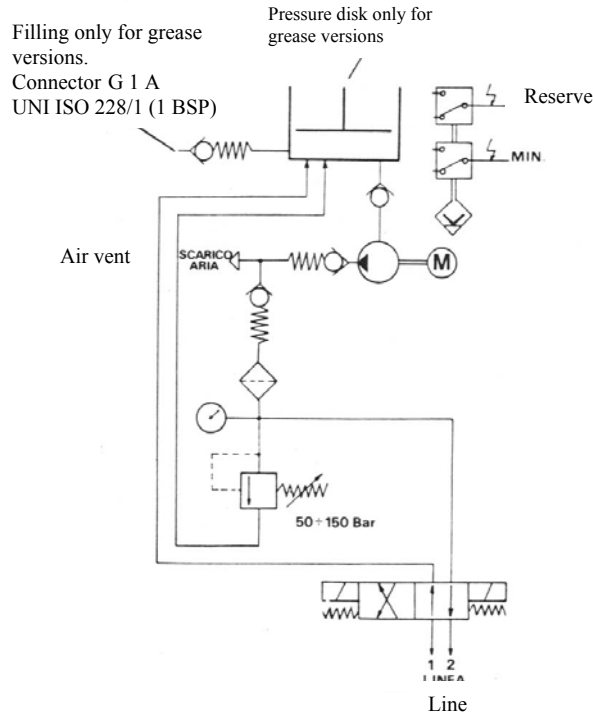 Pressure disk only for
grease versions
Filling only for grease
versions.
Connector G 1 A
UNI ISO 228/1 (1 BSP)
Reserve
MIN.
Air vent
SCARICO
ARIA
M
50÷150 Bar
1 2
LINEA
Line